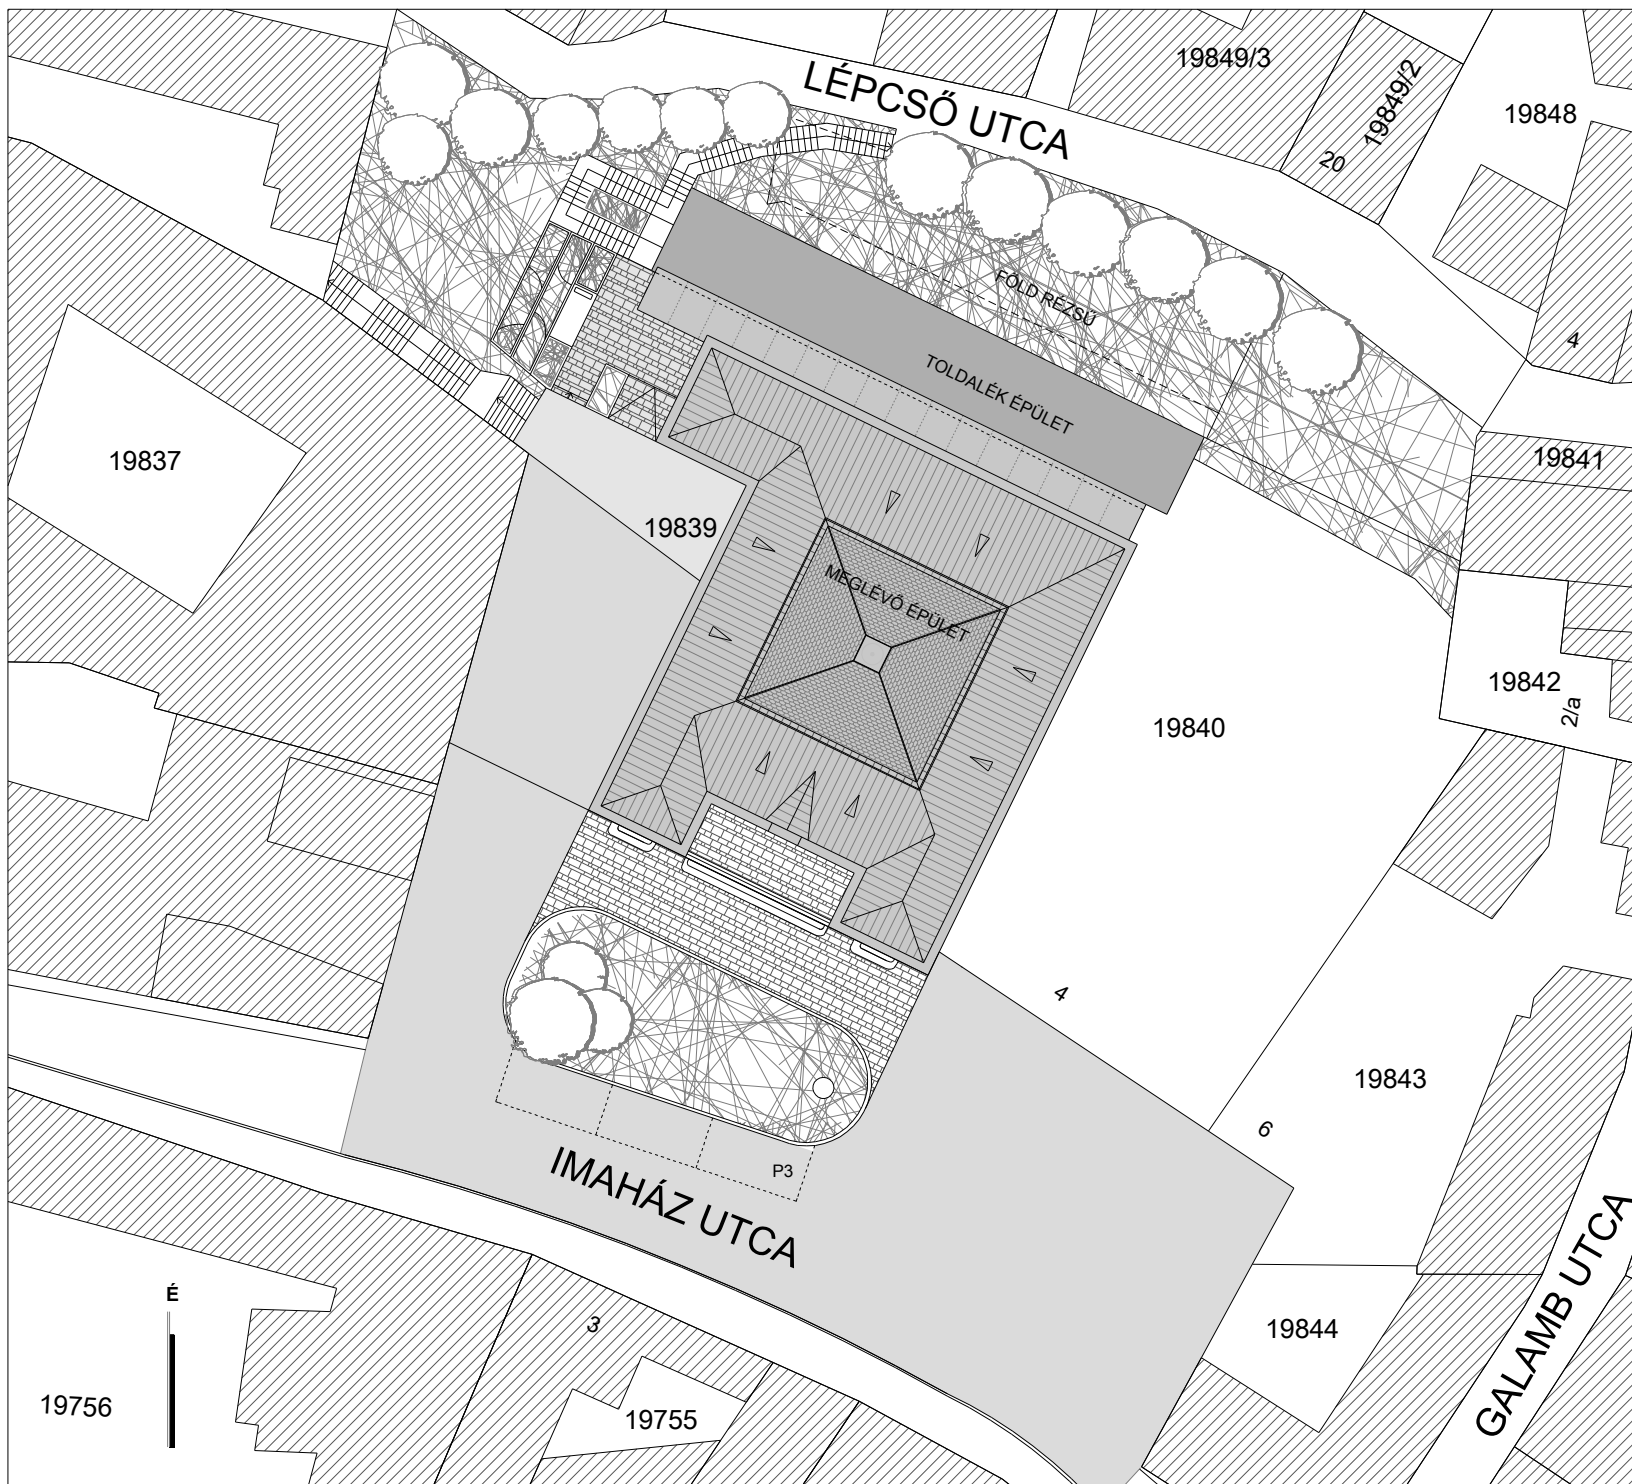 LÉPCSŐ UTCA
19849/3
19849/2
20
19848
4
FÖLD RÉZSŰ
TOLDALÉK ÉPÜLET
19837
19841
19839
MEGLÉVŐ ÉPÜLET
19842
2/a
19840
4
19843
6
P3
IMAHÁZ UTCA
GALAMB UTCA
É
3
19844
19756
19755